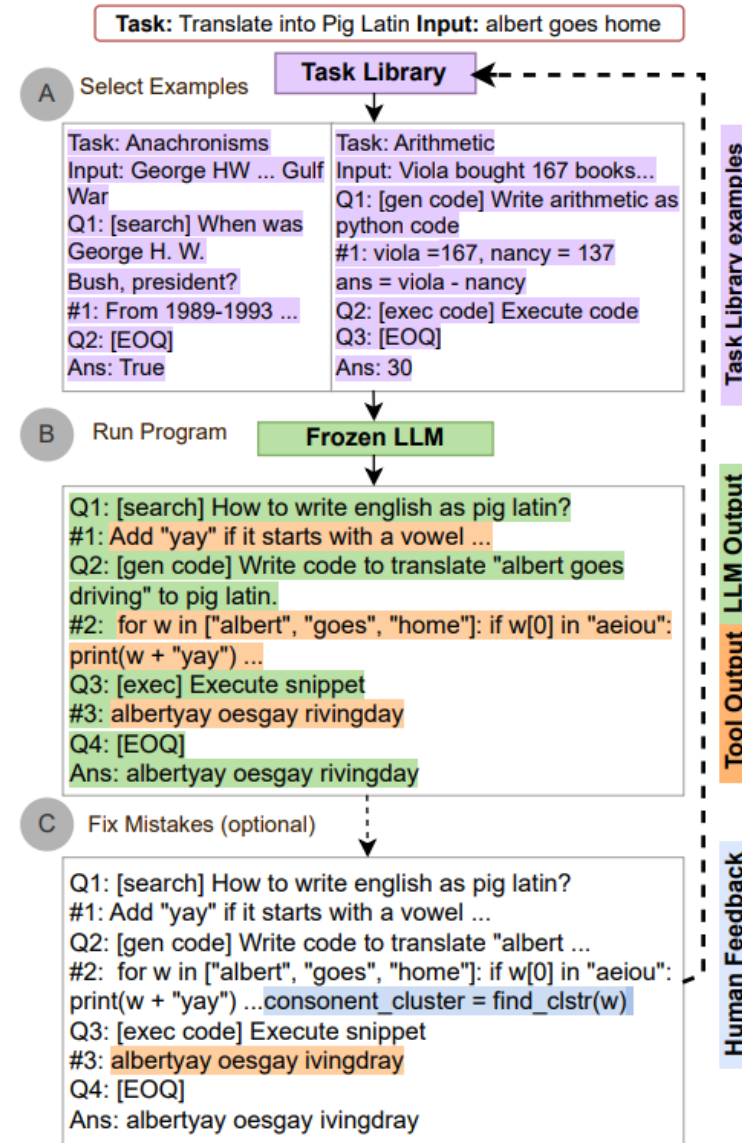 Task: Translate into Pig Latin Input: albert goes home
A
Select Examples
Task Library
Task: Anachronisms
Input: George HW ... Gulf
War
Q1: [search] When was
George H. W.
Bush, president?
#1: From 1989-1993 ...
Q2: [EOQ]
Ans: True
Task: Arithmetic
Input: Viola bought 167 books...
Q1: [gen code] Write arithmetic as
python code
#1: viola =167, nancy = 137
ans = viola - nancy
Q2: [exec code] Execute code
Q3: [EOQ]
Ans: 30
Task Library examples
B
Run Program
Frozen LLM
Q1: [search] How to write english as pig latin?
#1: Add "yay" if it starts with a vowel ...
Q2: [gen code] Write code to translate "albert goes
driving" to pig latin.
#2: for w in ["albert", "goes", "home"]: if w[0] in "aeiou":
print(w + "yay") ...
Q3: [exec] Execute snippet
#3: albertyay oesgay rivingday
Q4: [EOQ]
Ans: albertyay oesgay rivingday
LLM Output
Tool Output
C
Fix Mistakes (optional)
Q1: [search] How to write english as pig latin?
#1: Add "yay" if it starts with a vowel ...
Q2: [gen code] Write code to translate "albert ...
#2: for w in ["albert", "goes", "home"]: if w[0] in "aeiou":
print(w + "yay") ...consonent_cluster = find_clstr(w)
Q3: [exec code] Execute snippet
#3: albertyay oesgay ivingdray
Q4: [EOQ]
Ans: albertyay oesgay ivingdray
Human Feedback